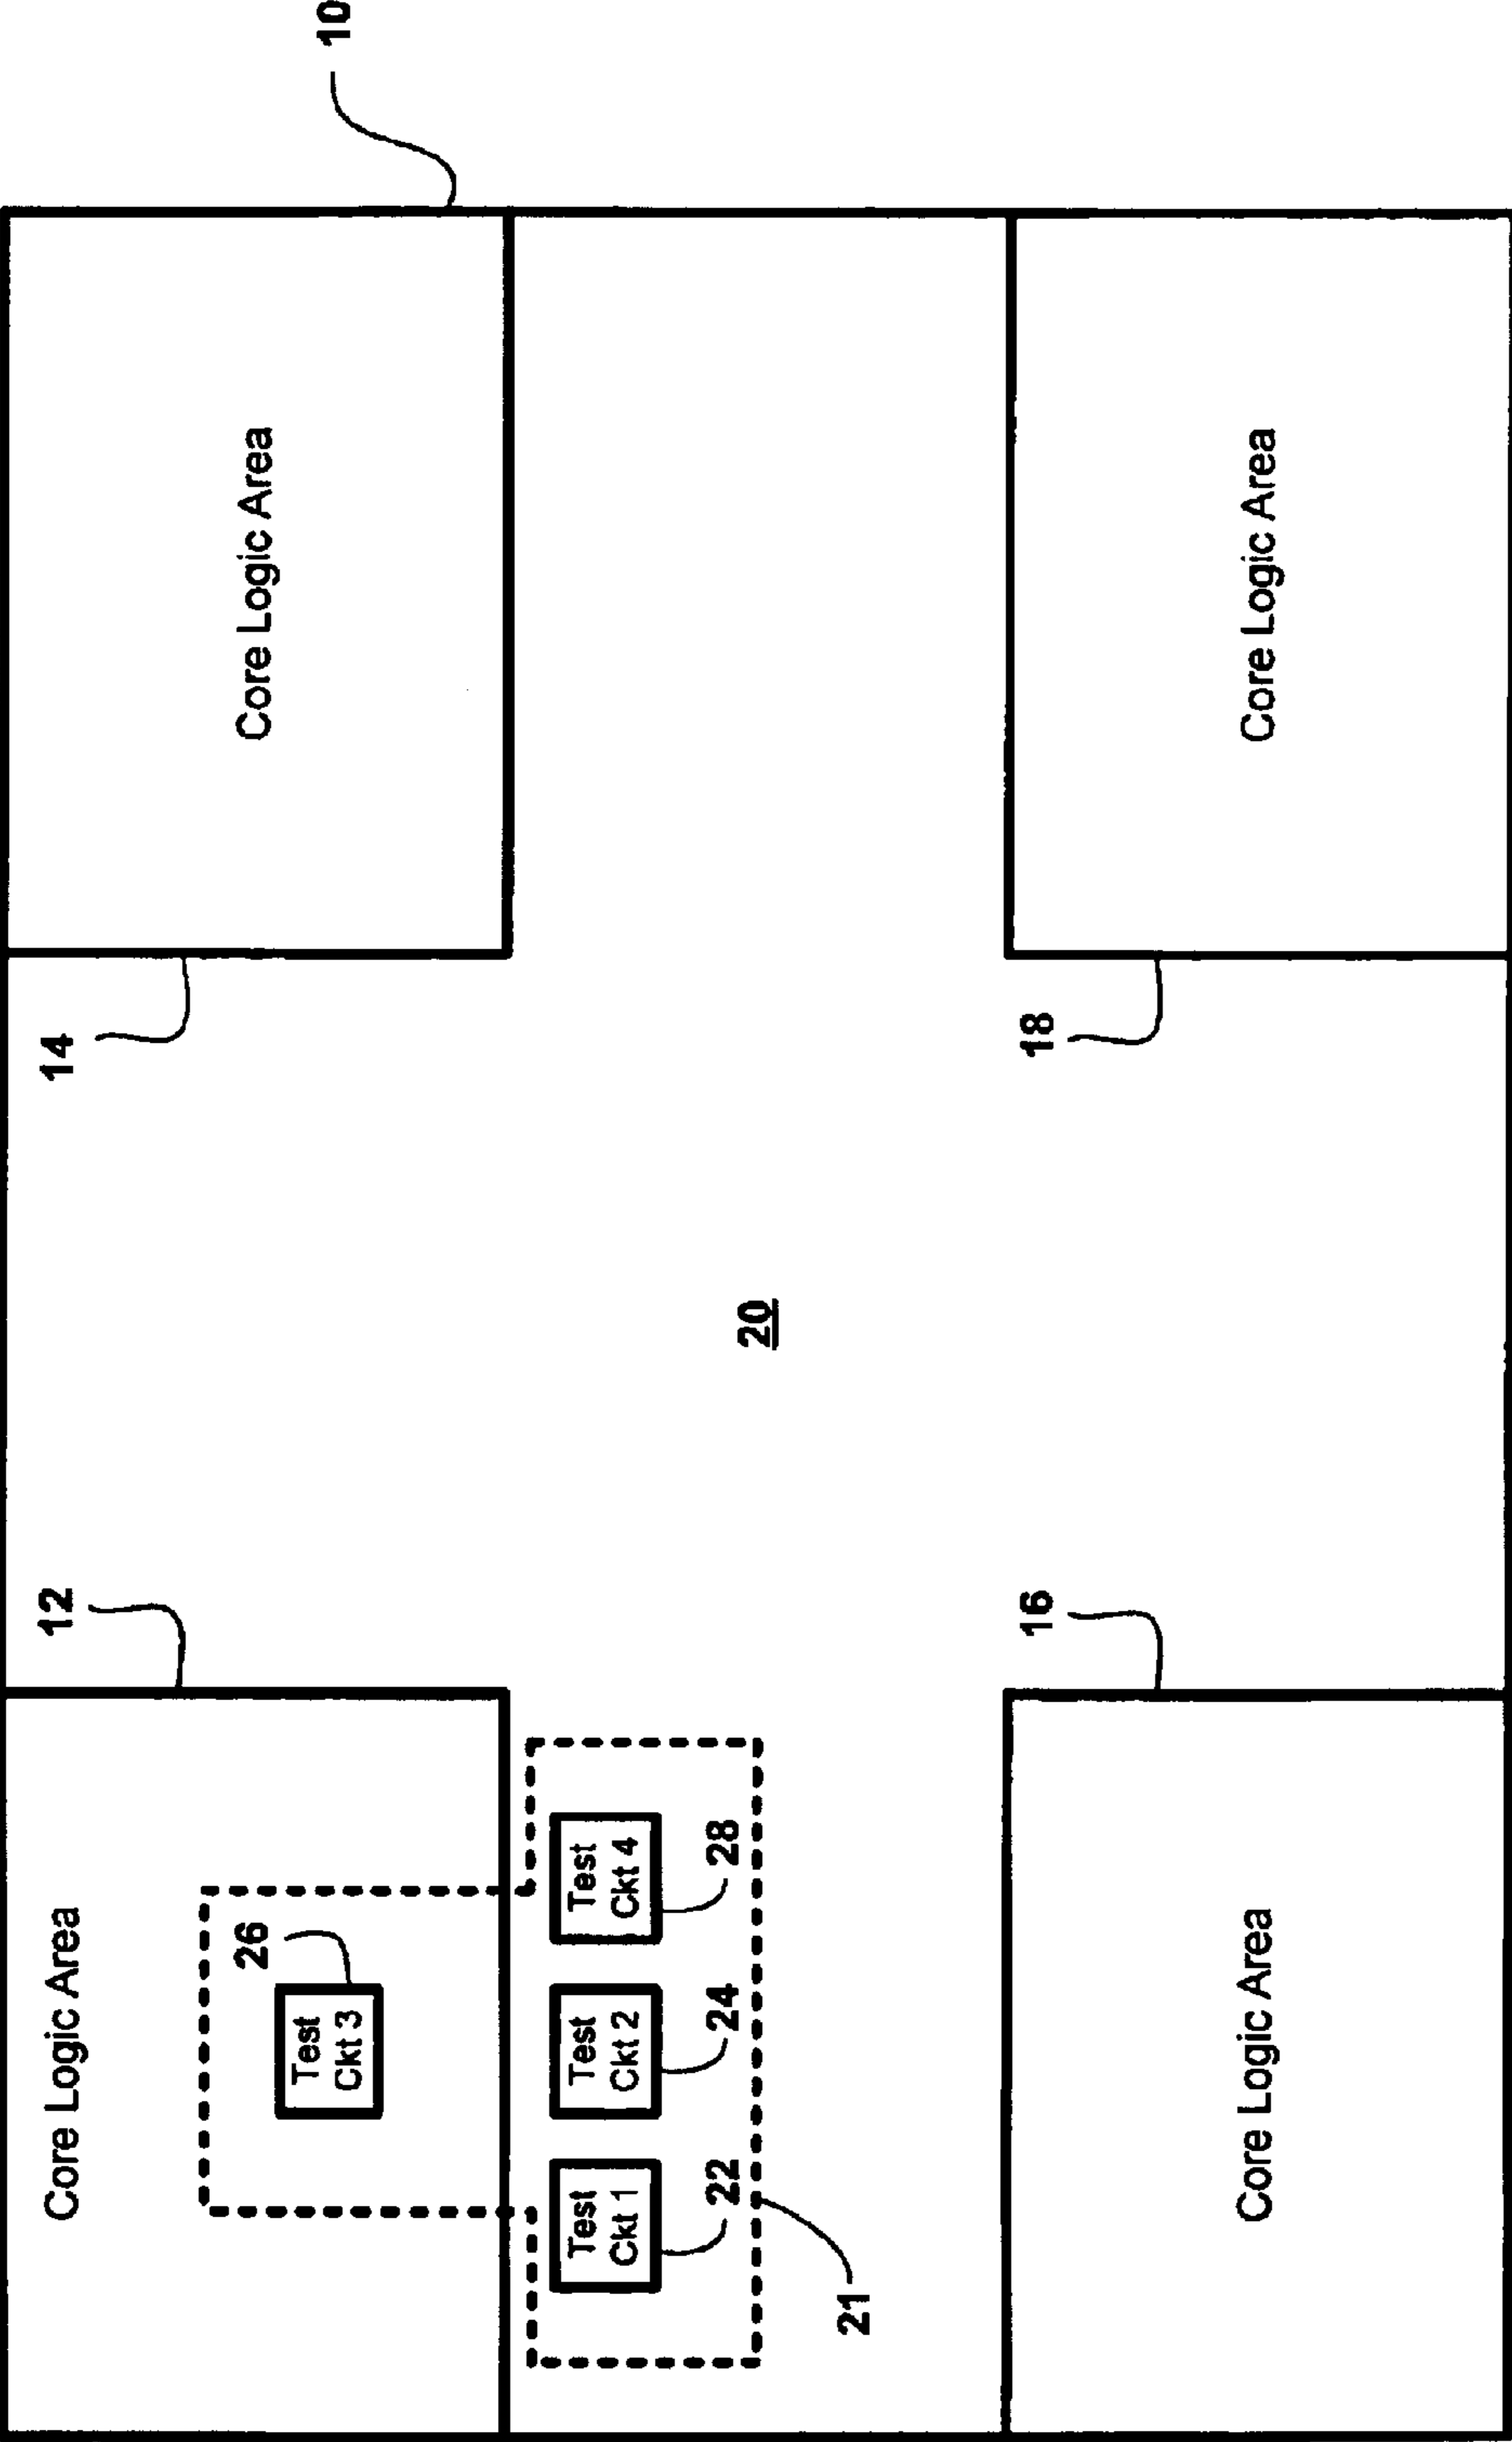 10
12
Core Logic Area
26
Test
Ckt 3
14
Core Logic Area
Test
Ckt 1
22
Test
Ckt 2
24
Test
Ckt 4
28
21
20
16
Core Logic Area
18
Core Logic Area